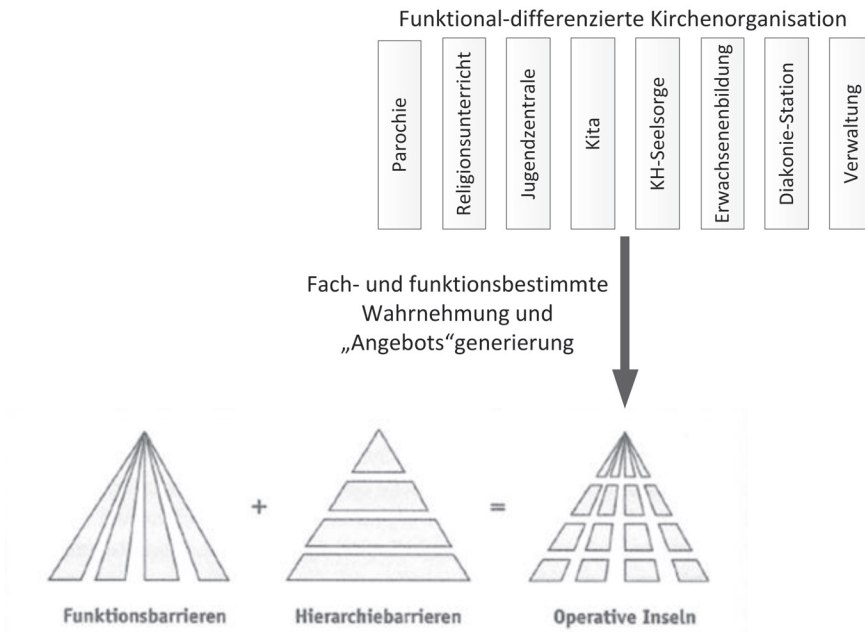 Funktional-differenzierte Kirchenorganisation
Parochie
Religionsunterricht
Jugendzentrale
Kita
KH-Seelsorge
Erwachsenenbildung
Diakonie-Station
Verwaltung
Fach- und funktionsbestimmte
Wahrnehmung und
„Angebots“generierung
+
=
Funktionsbarrieren
Hierarchiebarrieren
Operative Inseln